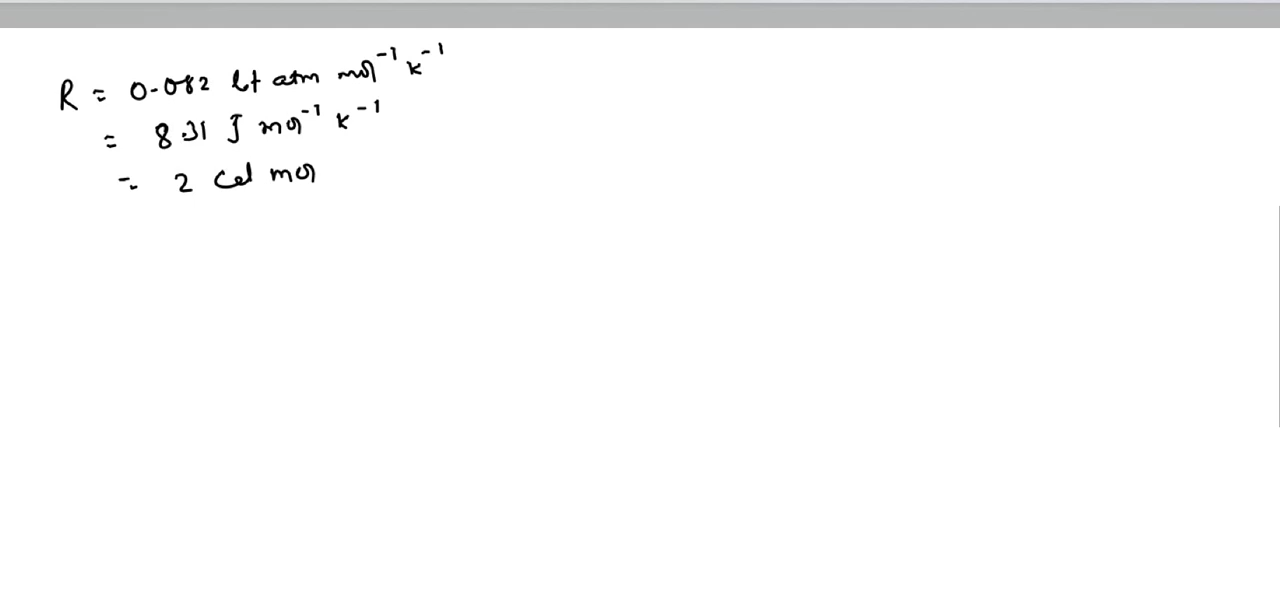 R = 0.082 lt atm mol⁻¹ K⁻¹
= 8.31 J mol⁻¹ K⁻¹
= 2 Cal mol